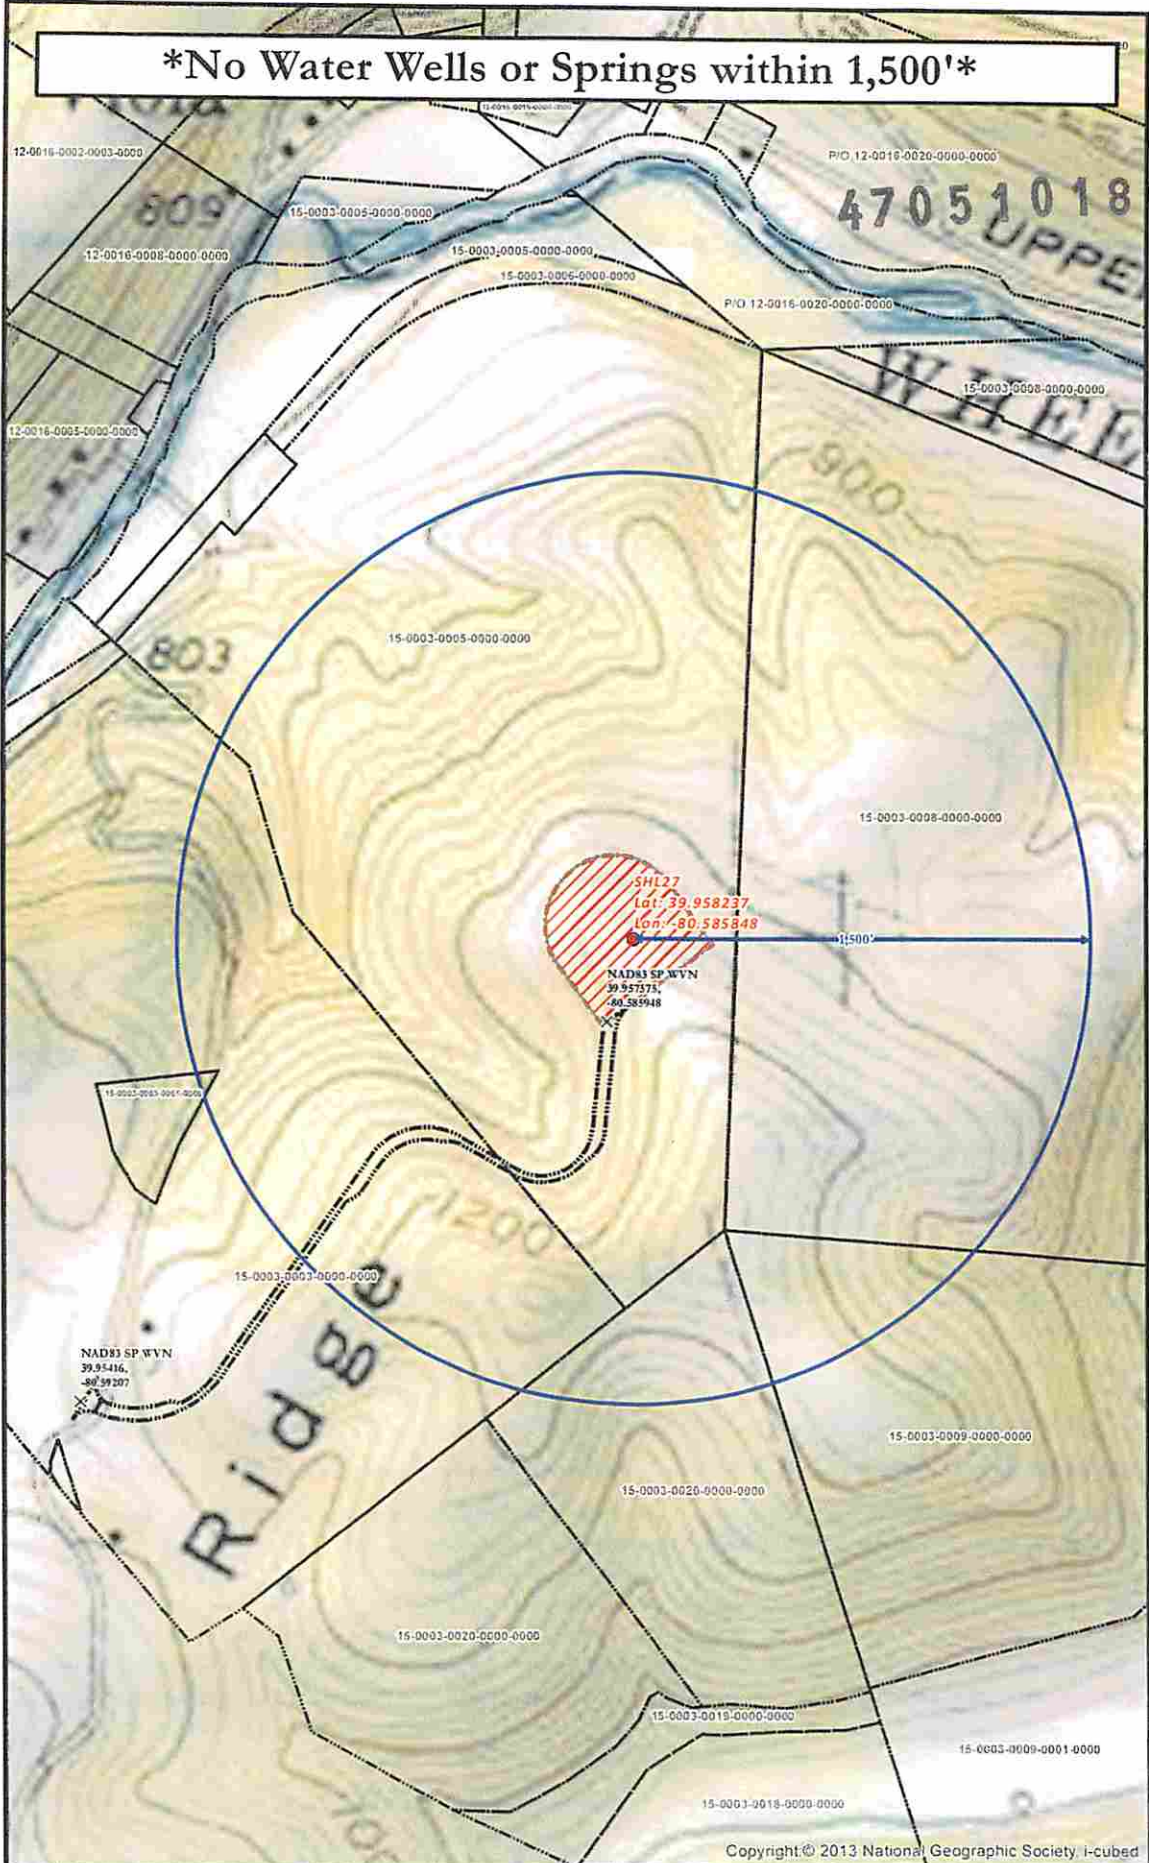 *No Water Wells or Springs within 1,500'*
12-0016-0002-0003-0000
P/O 12-0016-0020-0000-0000
47051018
809
15-0003-0005-0000-0000
UPPE
12-0016-0008-0000-0000
15-0003-0005-0000-0000
15-0003-0006-0000-0000
P/O 12-0016-0020-0000-0000
WHEE
15-0003-0008-0000-0000
12-0016-0005-0000-0000
900
15-0003-0005-0000-0000
803
15-0003-0008-0000-0000
SHL27
Lat: 39.958237
Lon: -80.585848
1,500'
NAD83 SP WVN
39.957375,
-80.585948
1200
15-0003-0003-0000-0000
Ridge
NAD83 SP WVN
39.95416,
-80.59207
15-0003-0009-0000-0000
15-0003-0020-0000-0000
15-0003-0020-0000-0000
15-0003-0019-0000-0000
15-0003-0009-0001-0000
15-0003-0018-0000-0000
Copyright:© 2013 National Geographic Society, i-cubed